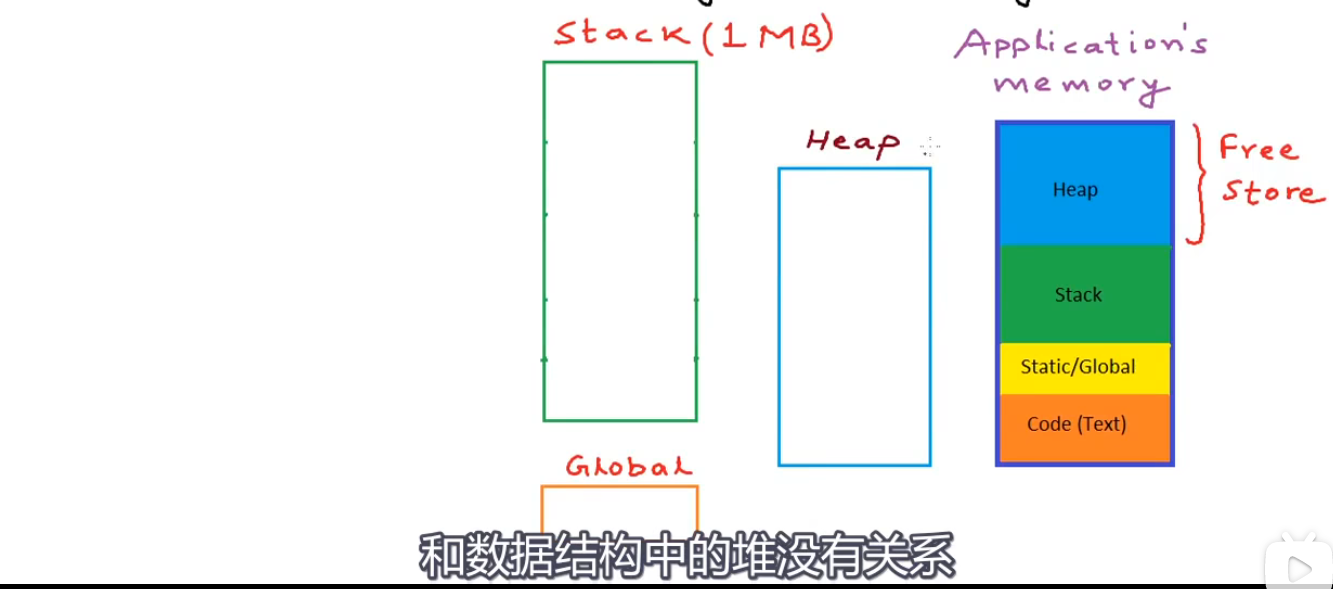 Stack (1 MB)
Application's
memory
Heap
Free
Store
Heap
Stack
Static/Global
Code (Text)
Global
和数据结构中的堆没有关系